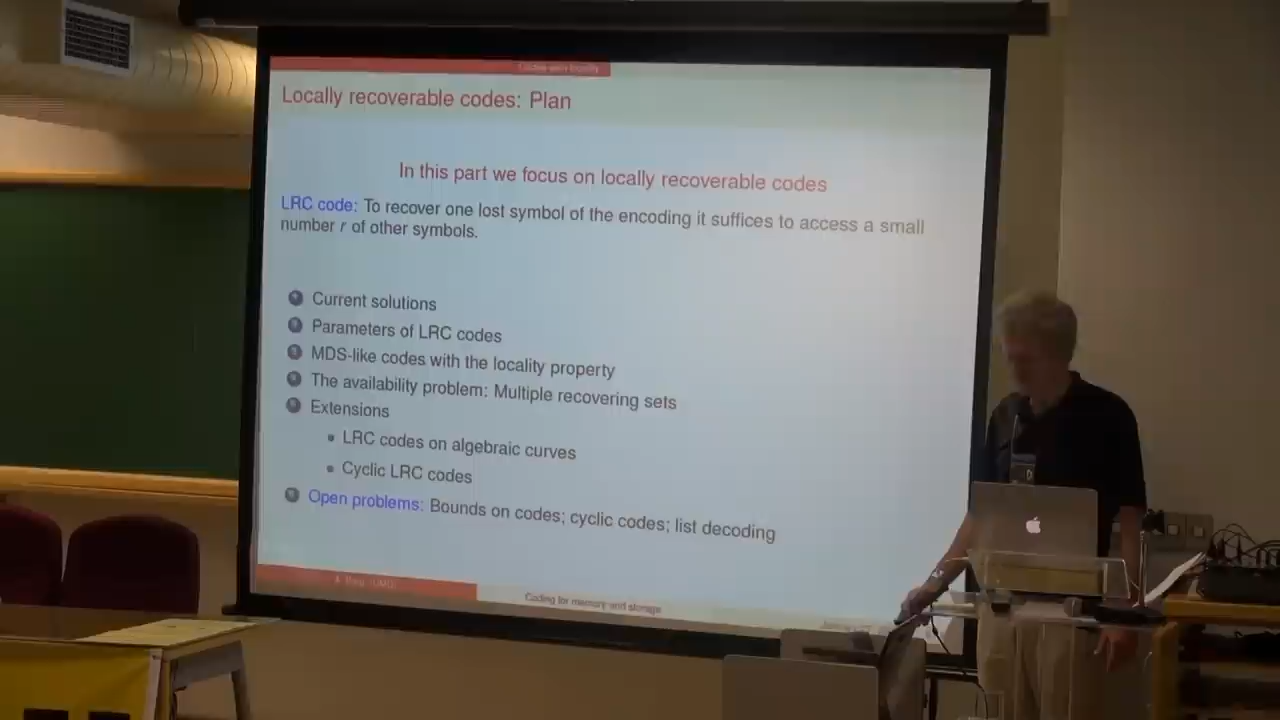 Locally recoverable codes: Plan
In this part we focus on locally recoverable codes
LRC code: To recover one lost symbol of the encoding it suffices to access a small
number r of other symbols.
Current solutions
Parameters of LRC codes
MDS-like codes with the locality property
The availability problem: Multiple recovering sets
Extensions
LRC codes on algebraic curves
Cyclic LRC codes
Open problems: Bounds on codes; cyclic codes; list decoding
Coding for memory and storage